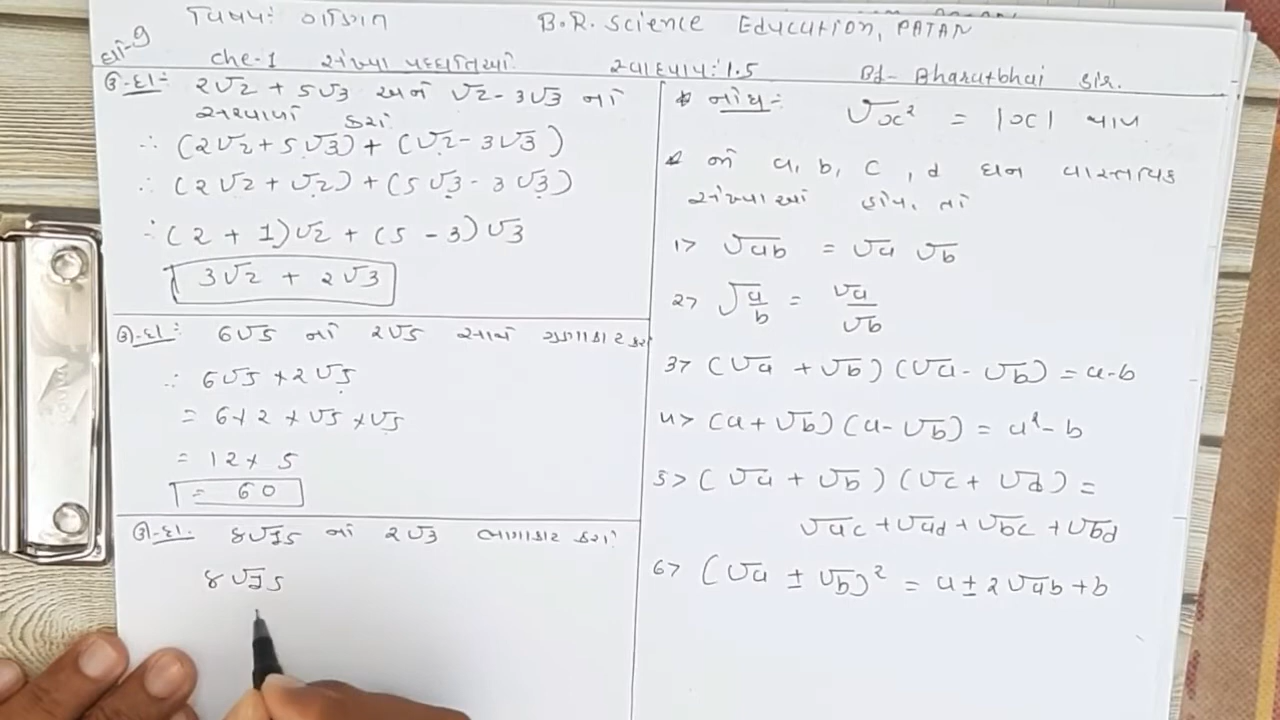 વિષય: ગણિત B.R. Science Education, PATAN
ધો-9 che-1 સંખ્યા પદ્ધતિઓ સ્વાધ્યાય: 1.5 By- Bharatbhai સર.
ઉ.દા: 2√2 + 5√3 અને √2 - 3√3 નો
સરવાળો કરો
∴ (2√2 + 5√3) + (√2 - 3√3)
∴ (2√2 + √2) + (5√3 - 3√3)
∴ (2 + 1)√2 + (5 - 3)√3
3√2 + 2√3
ઉ.દા: 6√5 નો 2√5 સાથે ગુણાકાર કરો
∴ 6√5 × 2√5
= 6 × 2 × √5 × √5
= 12 × 5
= 60
ઉ.દા. 8√15 નો 2√3 ભાગાકાર કરો
8√15
* નોંધ:- √x² = |x| થાય
* જો a, b, c, d ધન વાસ્તવિક
સંખ્યાઓ હોય, તો
1> √ab = √a √b
2> √a/b = √a/√b
3> (√a + √b) (√a - √b) = a-b
4> (a + √b) (a - √b) = a² - b
5> (√a + √b) (√c + √d) =
√ac + √ad + √bc + √bd
6> (√a ± √b)² = a ± 2√ab + b